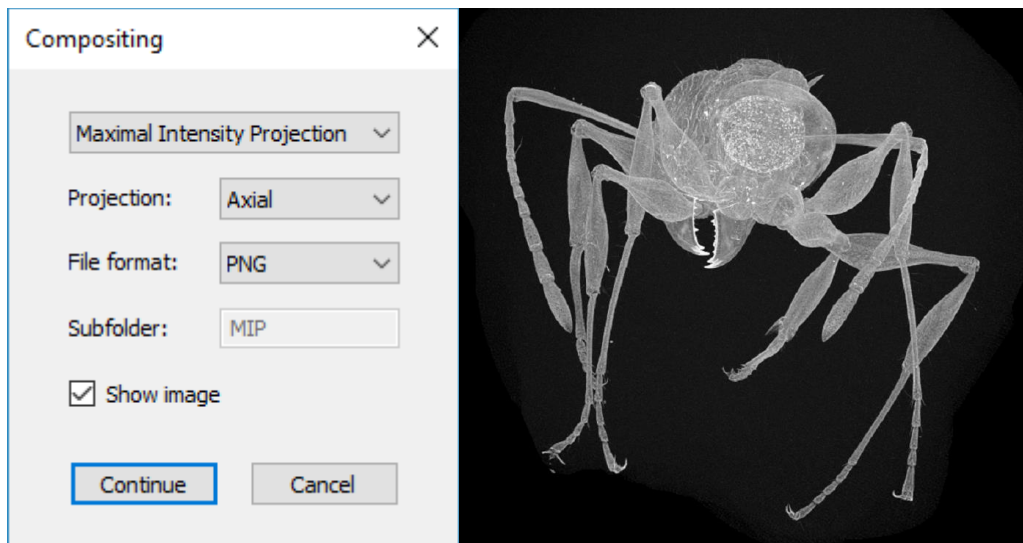 Compositing
Maximal Intensity Projection
Projection: Axial
File format: PNG
Subfolder: MIP
Show image
Continue Cancel